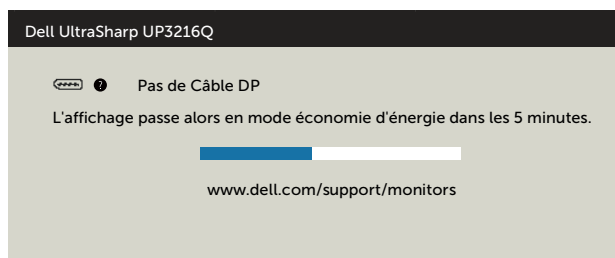 Dell UltraSharp UP3216Q
? Pas de Câble DP
L'affichage passe alors en mode économie d'énergie dans les 5 minutes.
www.dell.com/support/monitors